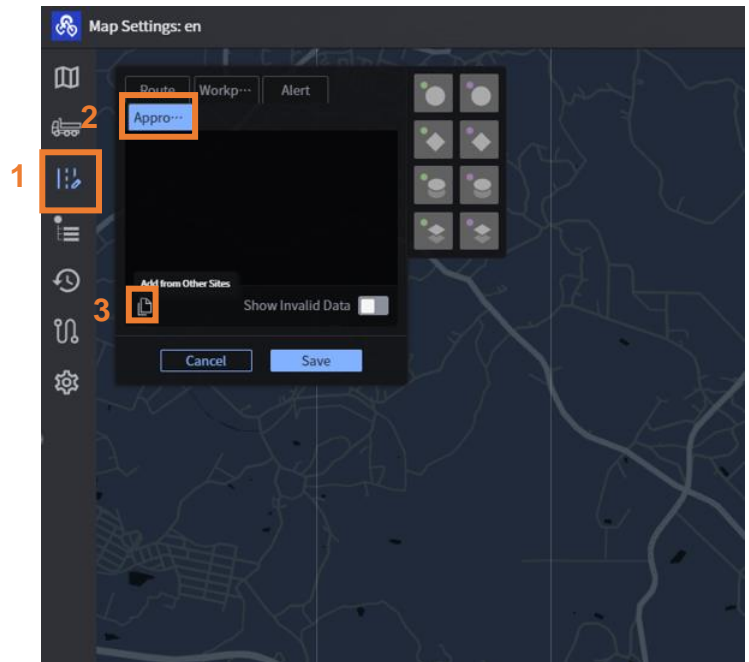 Map Settings: en
Route Workp··· Alert
2
Appro···
1
Add from Other Sites
3
Show Invalid Data
Cancel Save